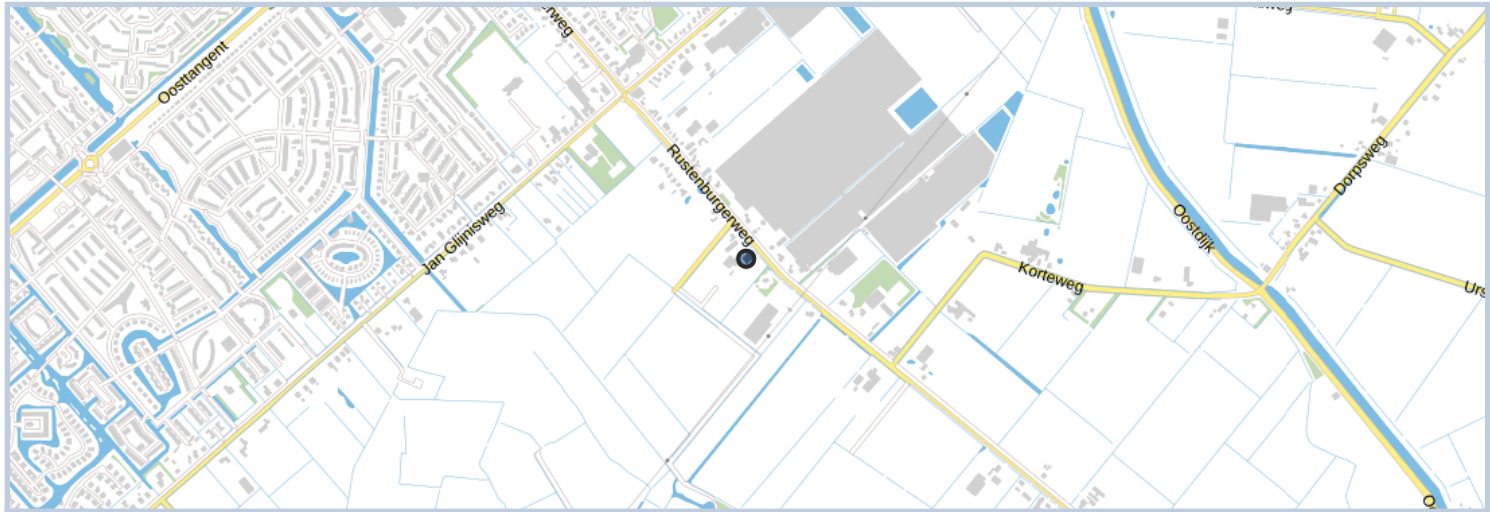 Oosttangent
Jan Glijnisweg
Rustenburgerweg
Oostdijk
Korteweg
Dorpsweg